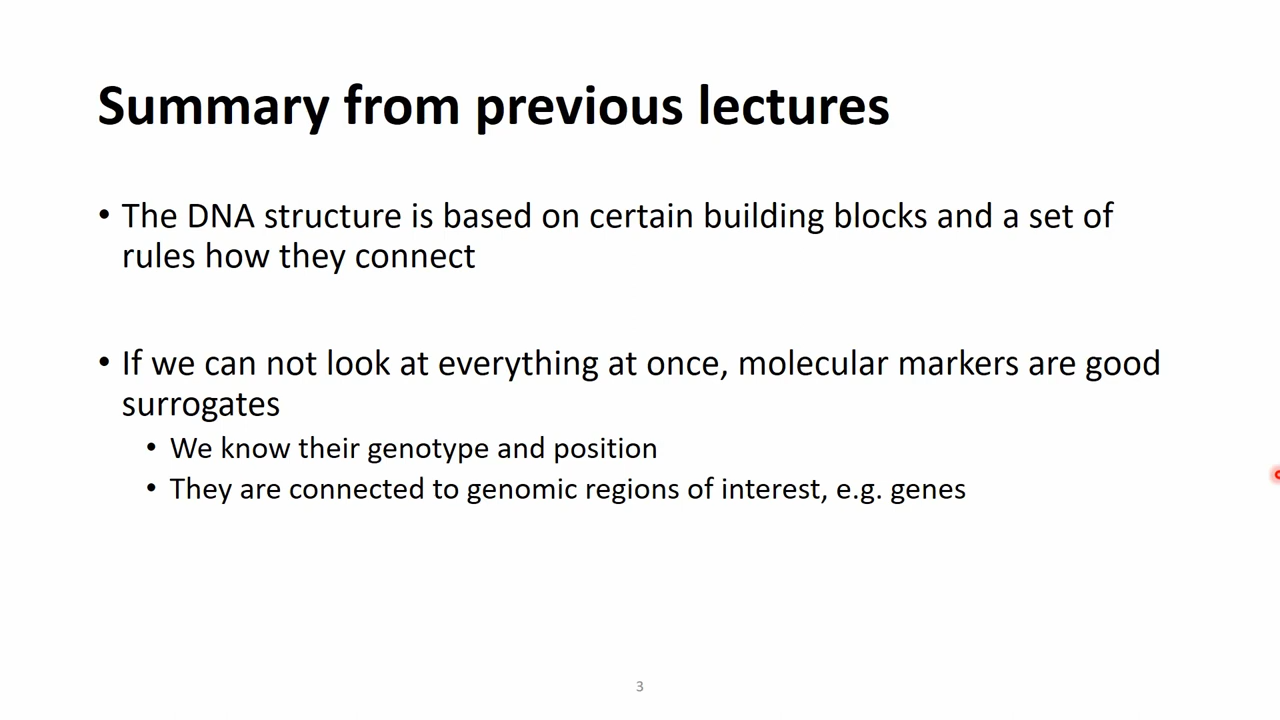 Summary from previous lectures
• The DNA structure is based on certain building blocks and a set of
rules how they connect
• If we can not look at everything at once, molecular markers are good
surrogates
• We know their genotype and position
• They are connected to genomic regions of interest, e.g. genes
3